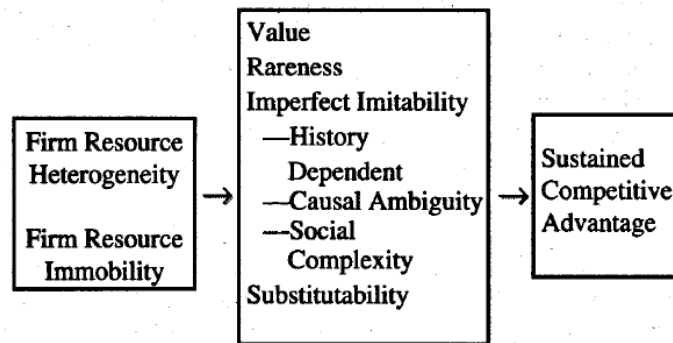 Firm Resource
Heterogeneity
Firm Resource
Immobility
Value
Rareness
Imperfect Imitability
—History
Dependent
—Causal Ambiguity
—Social
Complexity
Substitutability
Sustained
Competitive
Advantage